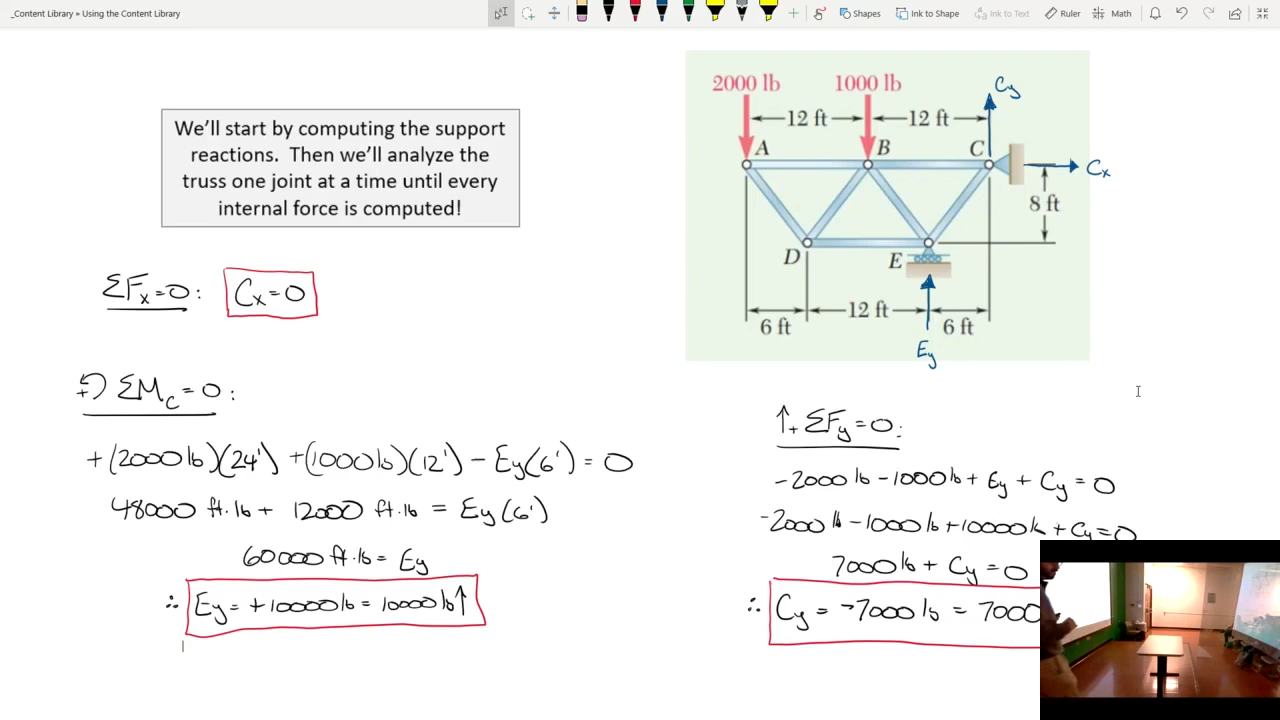 _Content Library » Using the Content Library
Shapes
Ink to Shape
Ink to Text
Ruler
Math
We'll start by computing the support
reactions. Then we'll analyze the
truss one joint at a time until every
internal force is computed!
2000 lb
1000 lb
Cy
12 ft
12 ft
A
B
C
Cx
8 ft
D
E
12 ft
6 ft
6 ft
Ey
ΣFx=0: Cx=0
+ ΣMc=0:
+(2000 lb)(24') +(1000 lb)(12') - Ey(6') = 0
48000 ft·lb + 12000 ft·lb = Ey(6')
60000 ft·lb = Ey
∴ Ey = +10000 lb = 10000 lb↑
↑+ ΣFy=0:
-2000 lb -1000 lb + Ey + Cy = 0
-2000 lb -1000 lb +10000 lb + Cy = 0
7000 lb + Cy = 0
∴ Cy = -7000 lb = 7000